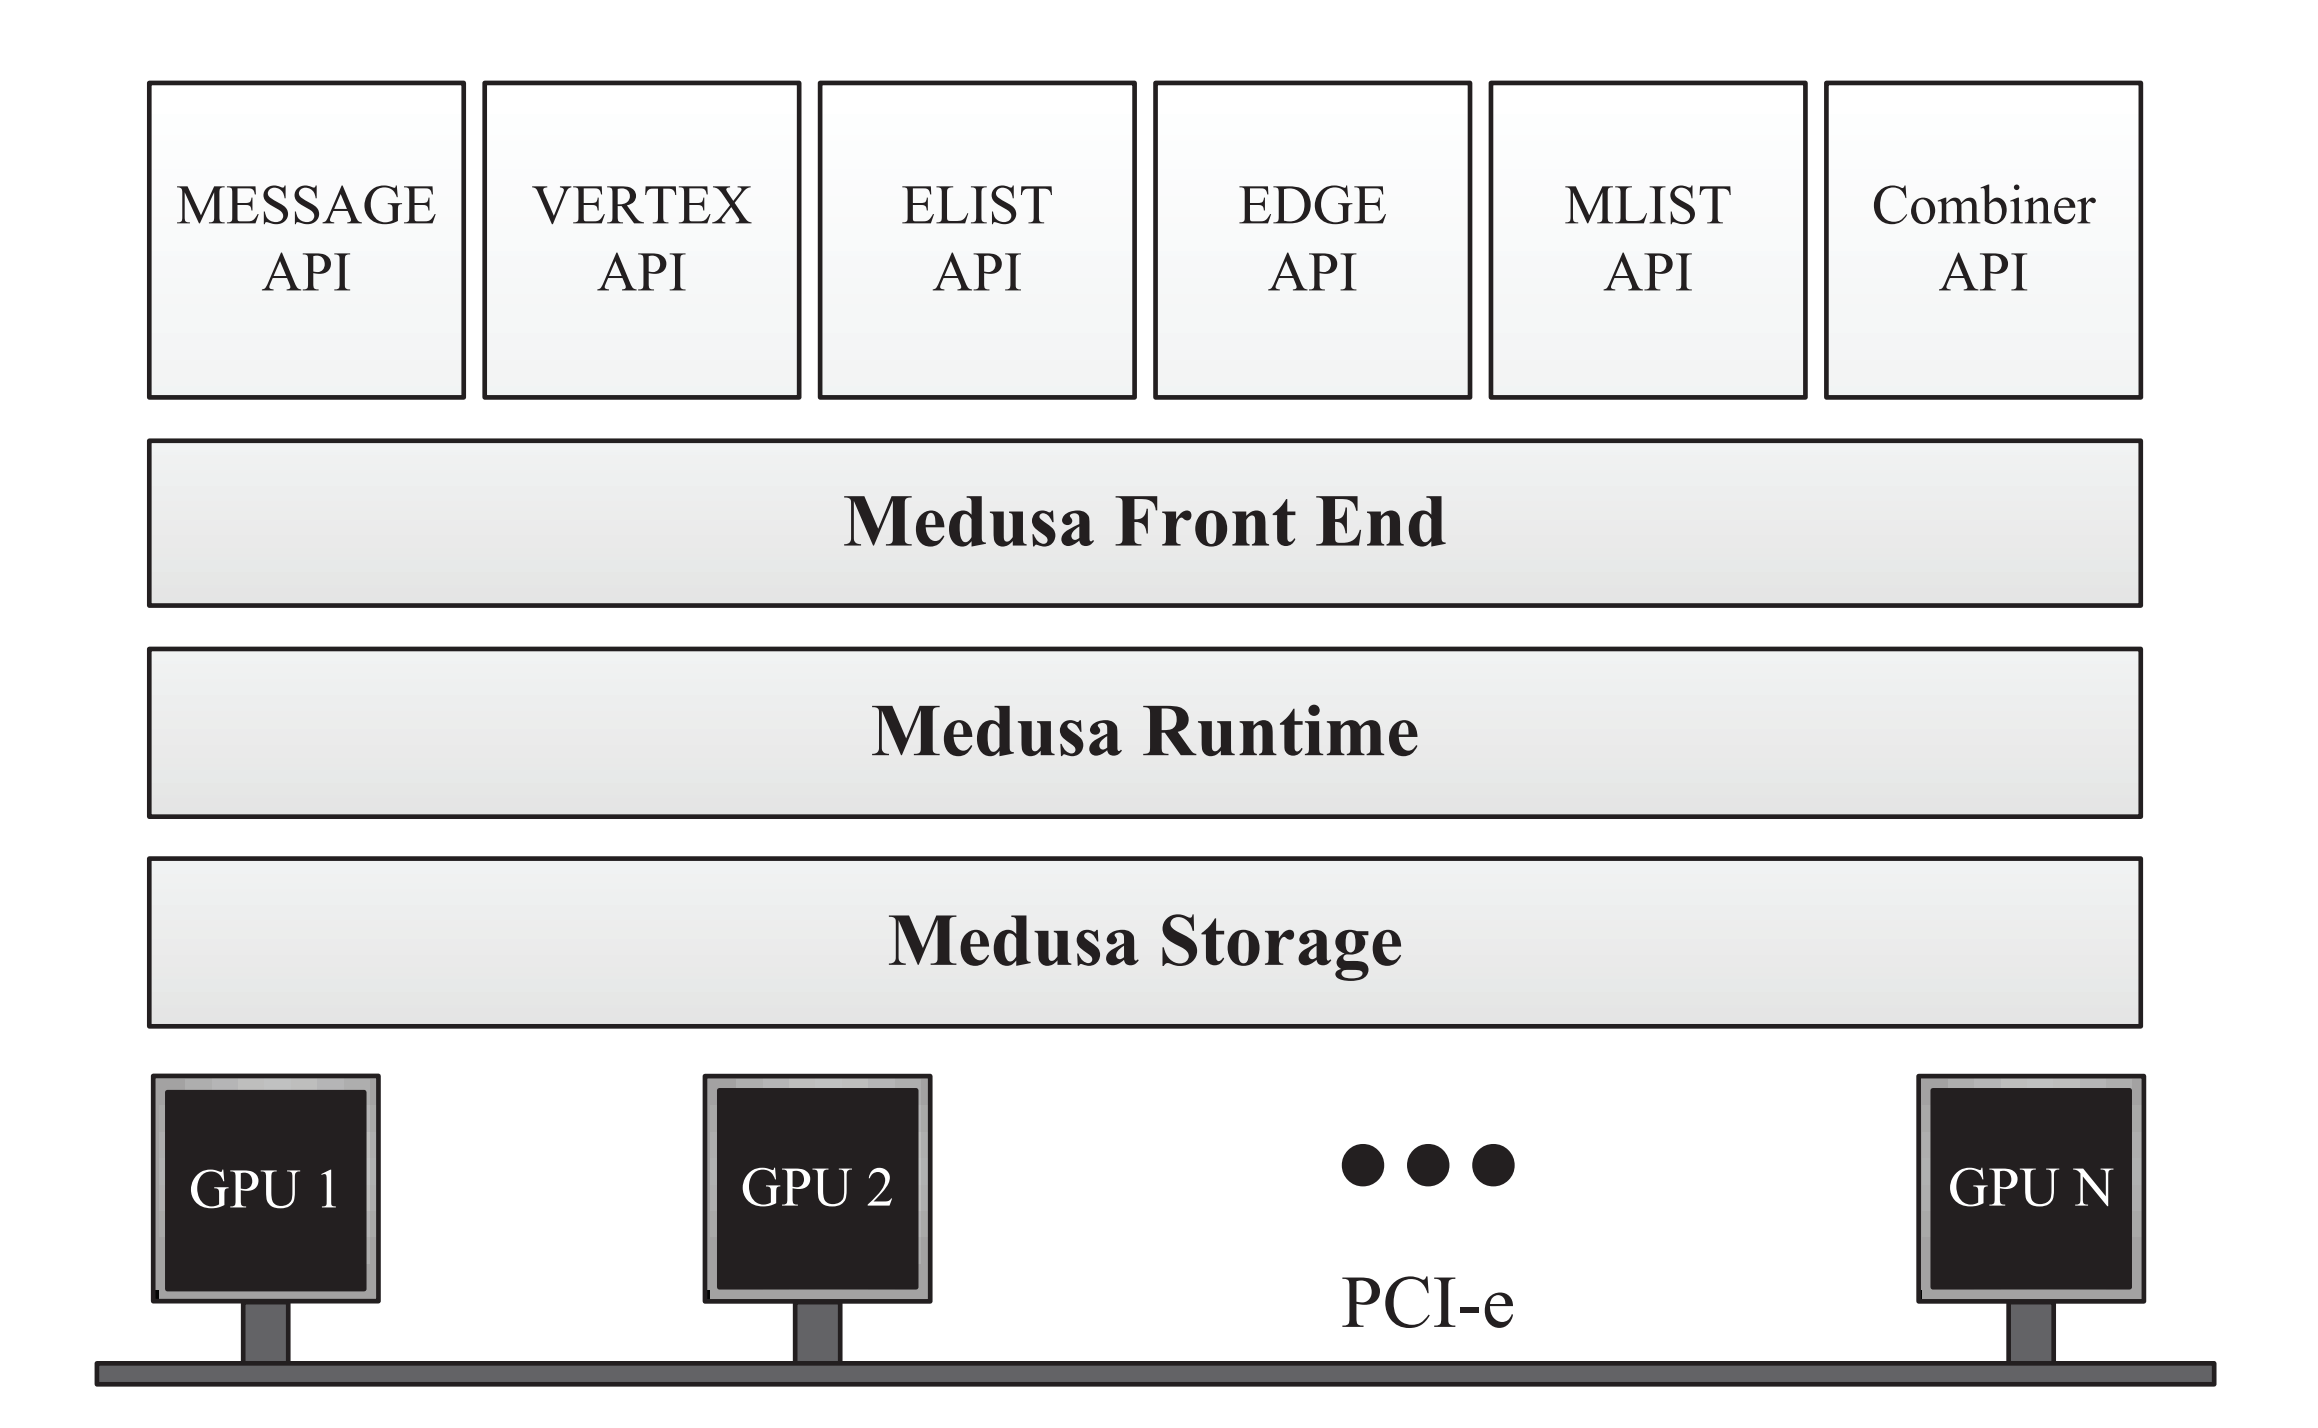 MESSAGE
API
VERTEX
API
ELIST
API
EDGE
API
MLIST
API
Combiner
API
Medusa Front End
Medusa Runtime
Medusa Storage
GPU 1
GPU 2
GPU N
PCI-e